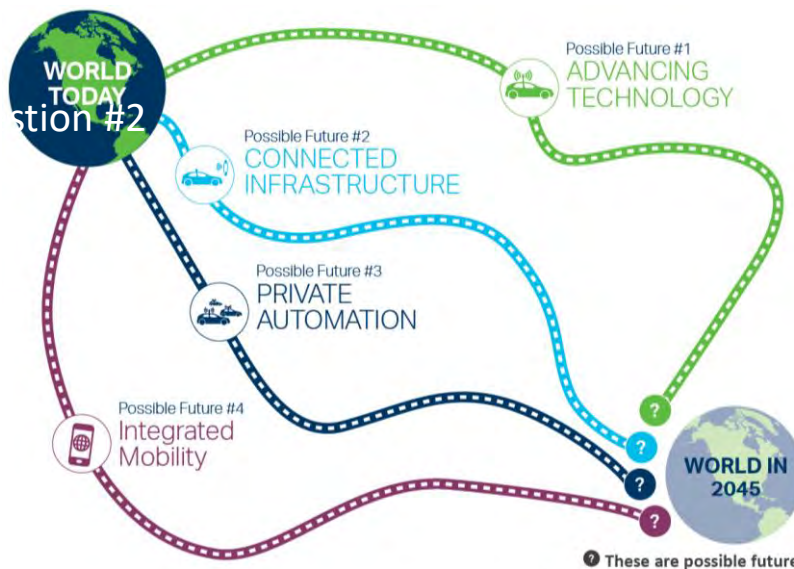 WORLD
TODAY
stion #2
Possible Future #1
ADVANCING
TECHNOLOGY
Possible Future #2
CONNECTED
INFRASTRUCTURE
Possible Future #3
PRIVATE
AUTOMATION
Possible Future #4
Integrated
Mobility
?
?
?
?
WORLD IN
2045
? These are possible future